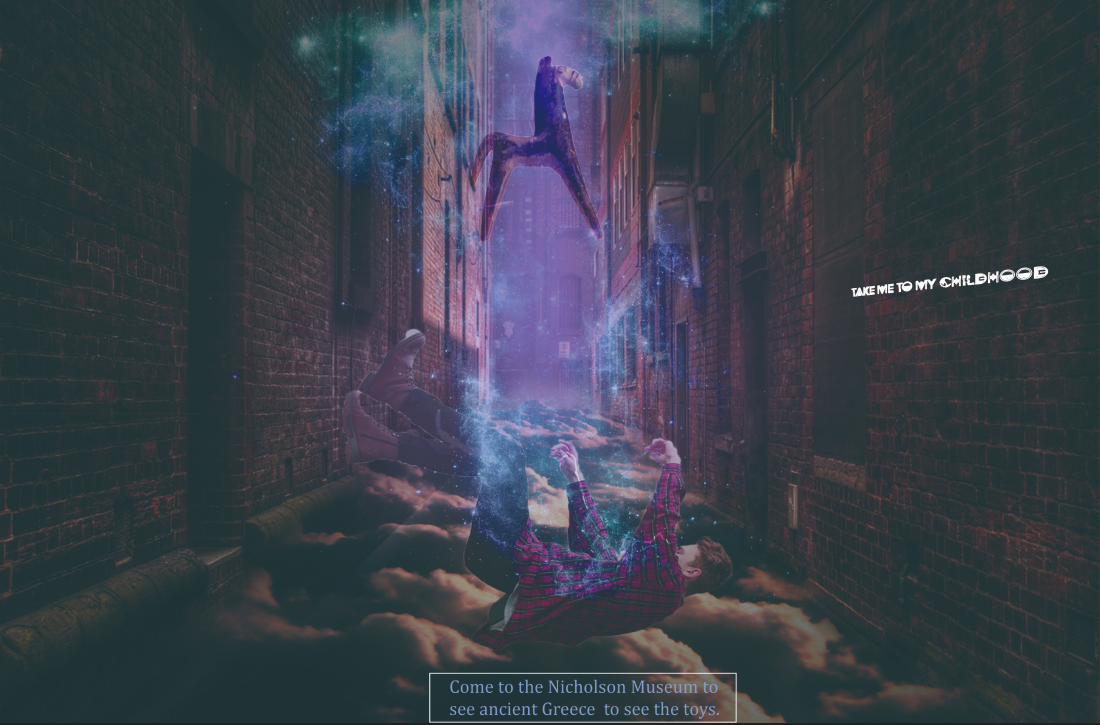 TAKE ME TO MY CHILDHOOD
Come to the Nicholson Museum to
see ancient Greece  to see the toys.